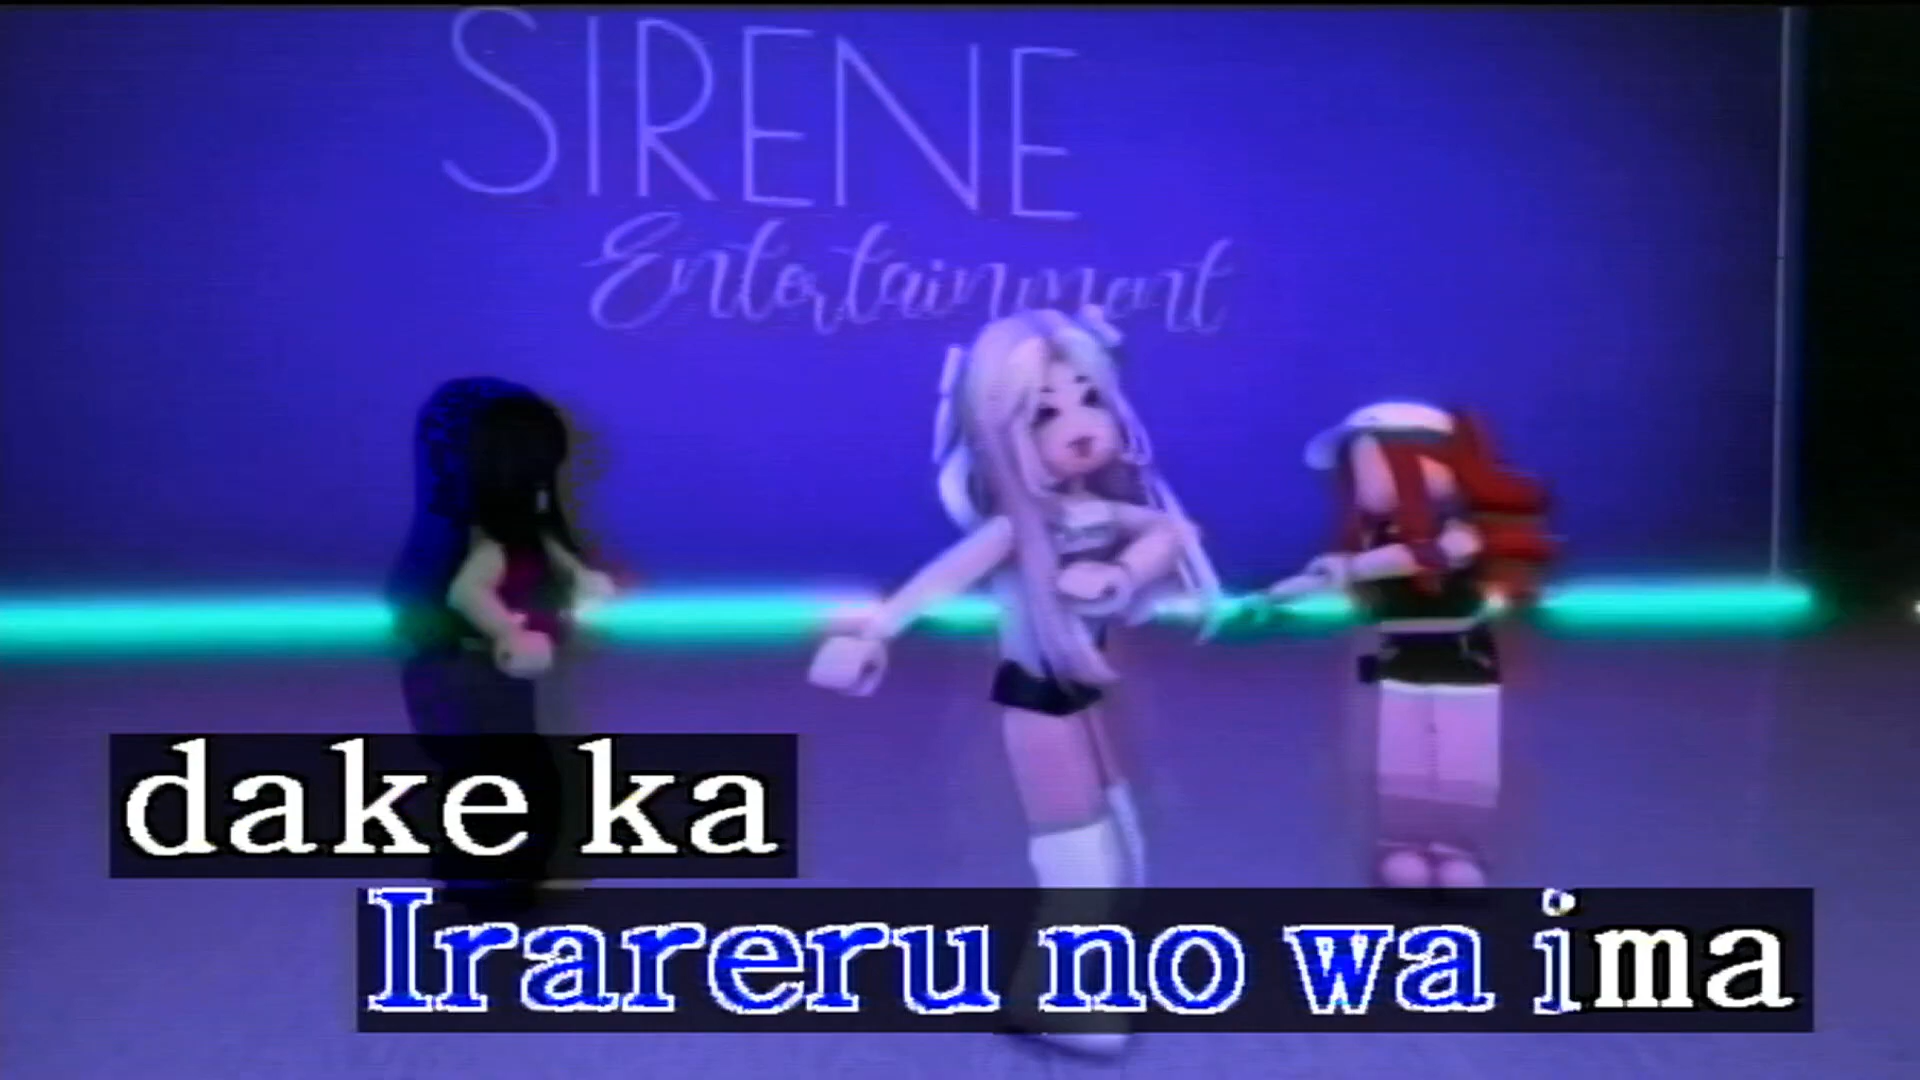 SIRENE
Entertainment
dake ka
Irareru no wa ima